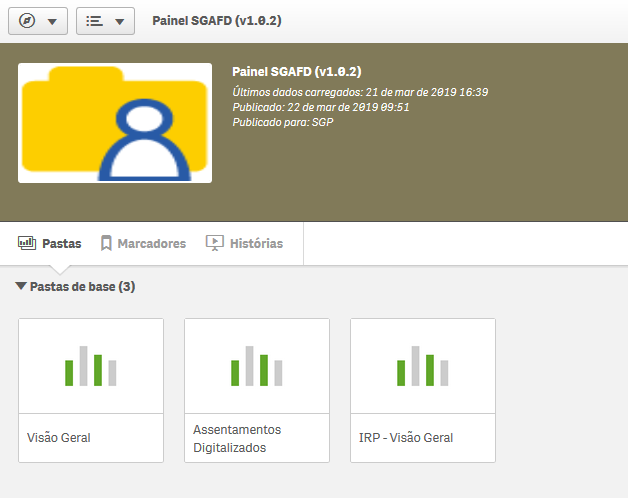 Painel SGAFD (v1.0.2)
Painel SGAFD (v1.0.2)
Últimos dados carregados: 21 de mar de 2019 16:39
Publicado: 22 de mar de 2019 09:51
Publicado para: SGP
Pastas
Marcadores
Histórias
Pastas de base (3)
Visão Geral
Assentamentos
Digitalizados
IRP - Visão Geral